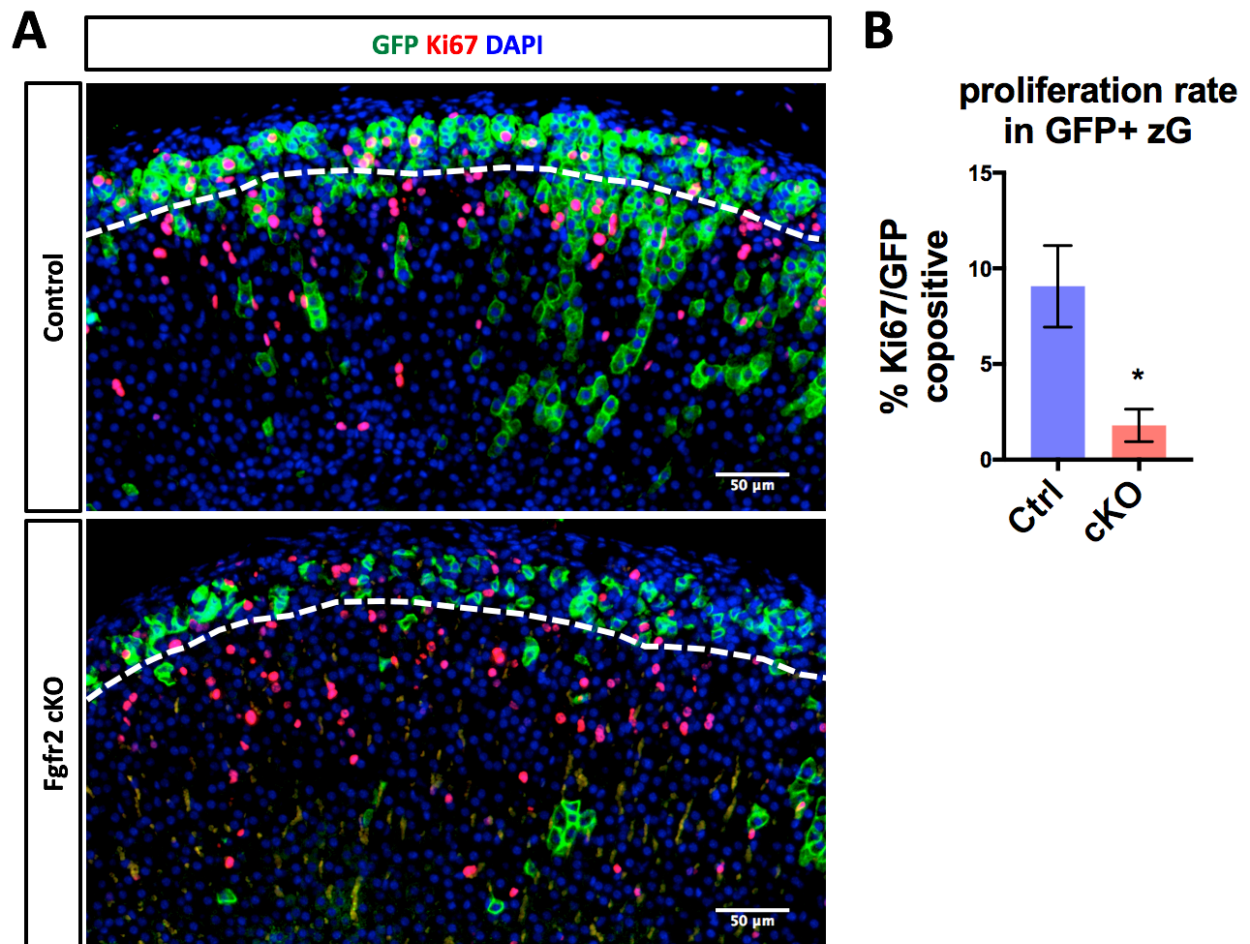 A
GFP Ki67 DAPI
Control
50 µm
Fgfr2 cKO
50 µm
B
proliferation rate
in GFP+ zG
% Ki67/GFP
copositive
15
10
5
0
*
Ctrl
cKO